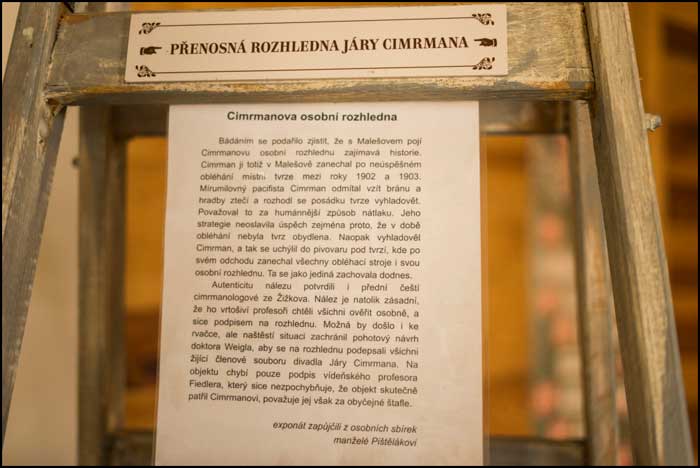 PŘENOSNÁ ROZHLEDNA JÁRY CIMRMANA
Cimrmanova osobní rozhledna
Bádáním se podařilo zjistit, že s Malešovem pojí
Cimrmanovu osobní rozhlednu zajímavá historie.
Cimrman ji totiž v Malešově zanechal po neúspěšném
obléhání místní tvrze mezi roky 1902 a 1903.
Mírumilovný pacifista Cimrman odmítal vzít bránu a
hradby ztečí a rozhodl se posádku tvrze vyhladovět.
Považoval to za humánnější způsob nátlaku. Jeho
strategie neoslavila úspěch zejména proto, že v době
obléhání nebyla tvrz obydlena. Naopak vyhladověl
Cimrman, a tak se uchýlil do pivovaru pod tvrzí, kde po
svém odchodu zanechal všechny obléhací stroje i svou
osobní rozhlednu. Ta se jako jediná zachovala dodnes.
Autenticitu nálezu potvrdili i přední čeští
cimrmanologové ze Žižkova. Nález je natolik zásadní,
že ho vrtošiví profesoři chtěli všichni ověřit osobně, a
sice podpisem na rozhlednu. Možná by došlo i ke
rvačce, ale naštěstí situaci zachránil pohotový návrh
doktora Weigla, aby se na rozhlednu podepsali všichni
žijící členové souboru divadla Járy Cimrmana. Na
objektu chybí pouze podpis vídeňského profesora
Fiedlera, který sice nezpochybňuje, že objekt skutečně
patřil Cimrmanovi, považuje jej však za obyčejné štafle.
exponát zapůjčili z osobních sbírek
manželé Pištělákovi